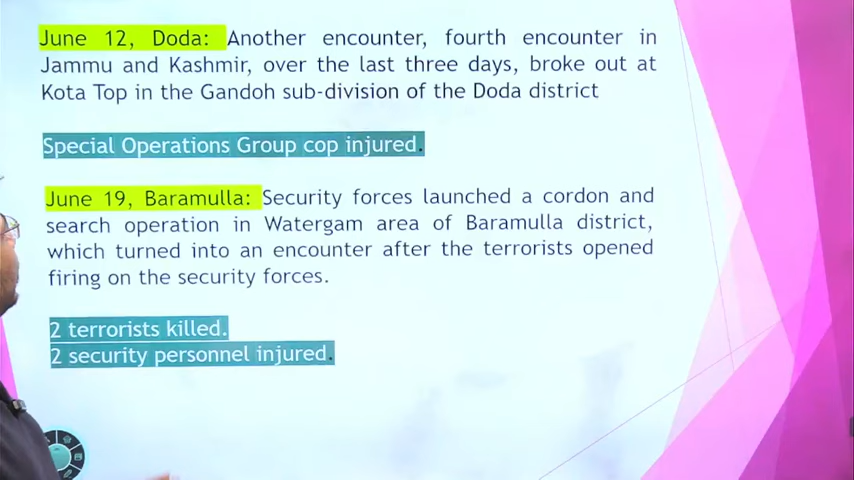 June 12, Doda: Another encounter, fourth encounter in
Jammu and Kashmir, over the last three days, broke out at
Kota Top in the Gandoh sub-division of the Doda district
Special Operations Group cop injured.
June 19, Baramulla: Security forces launched a cordon and
search operation in Watergam area of Baramulla district,
which turned into an encounter after the terrorists opened
firing on the security forces.
2 terrorists killed.
2 security personnel injured.